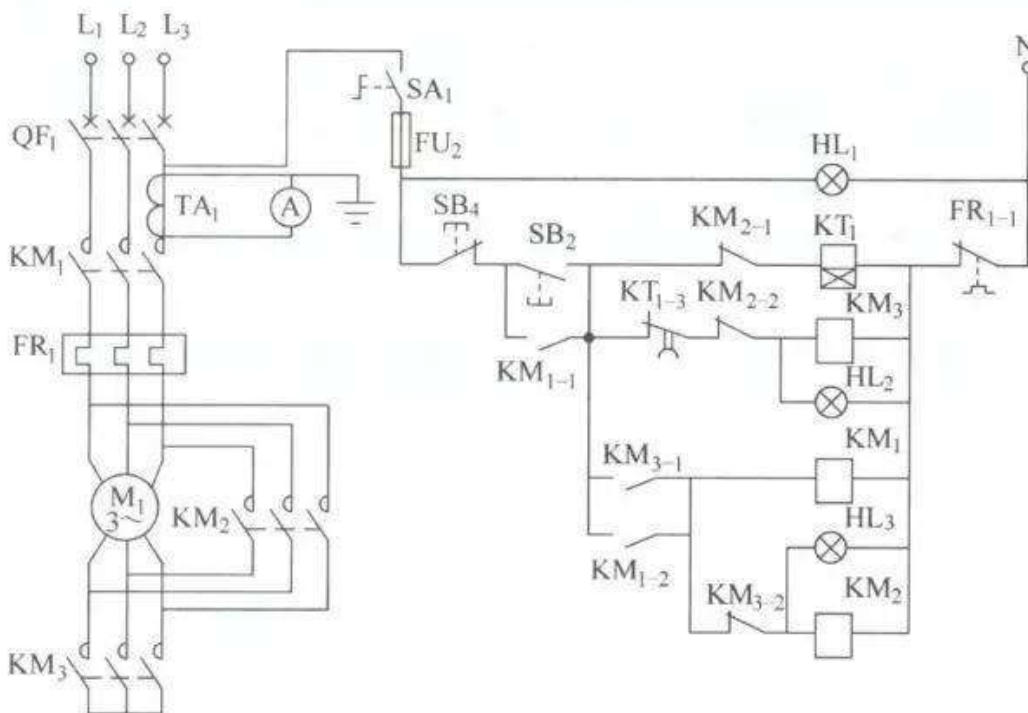 L₁ L₂ L₃ N
SA₁
QF₁ FU₂ HL₁
TA₁ A SB₄ SB₂ KM₂₋₁ KT₁ FR₁₋₁
KM₁ KT₁₋₃ KM₂₋₂ KM₃
FR₁ KM₁₋₁ HL₂
KM₃₋₁ KM₁
M₁
3~ KM₂ HL₃
KM₁₋₂ KM₃₋₂ KM₂
KM₃